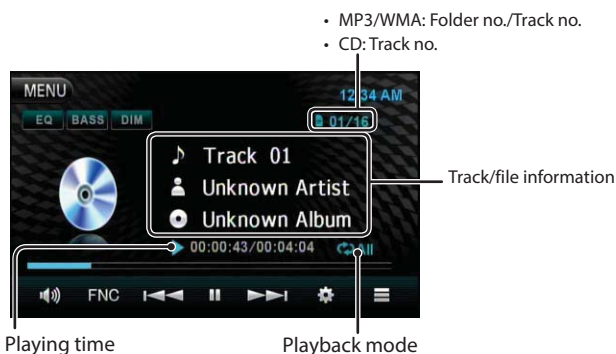 • MP3/WMA: Folder no./Track no.
• CD: Track no.
MENU
12:34 AM
EQ BASS DIM
01/16
Track 01
Unknown Artist
Unknown Album
Track/file information
00:00:43/00:04:04
All
FNC
Playing time
Playback mode